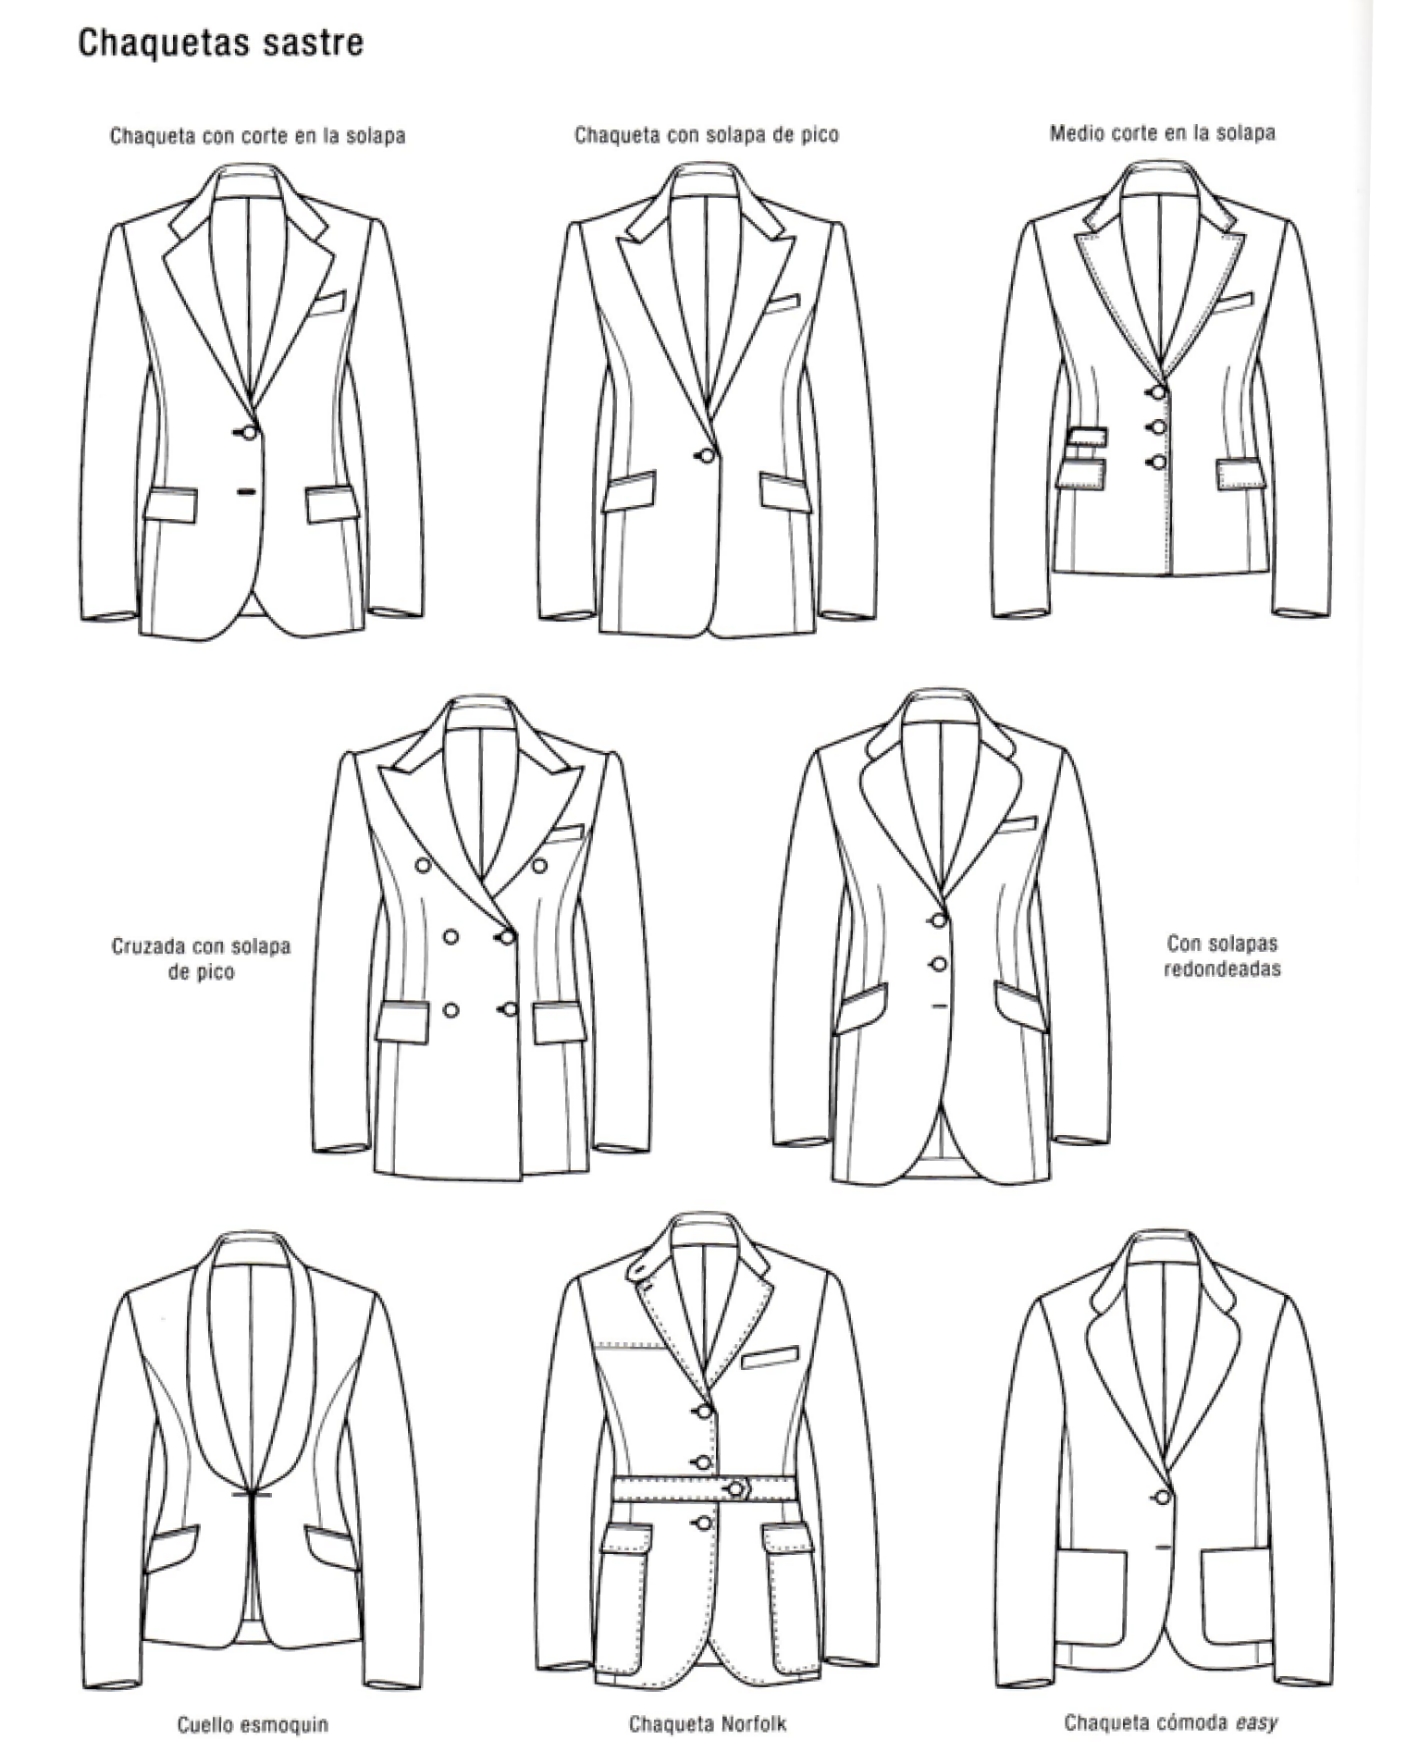 Chaquetas sastre
Chaqueta con corte en la solapa
Chaqueta con solapa de pico
Medio corte en la solapa
Cruzada con solapa
de pico
Con solapas
redondeadas
Cuello esmoquin
Chaqueta Norfolk
Chaqueta cómoda easy